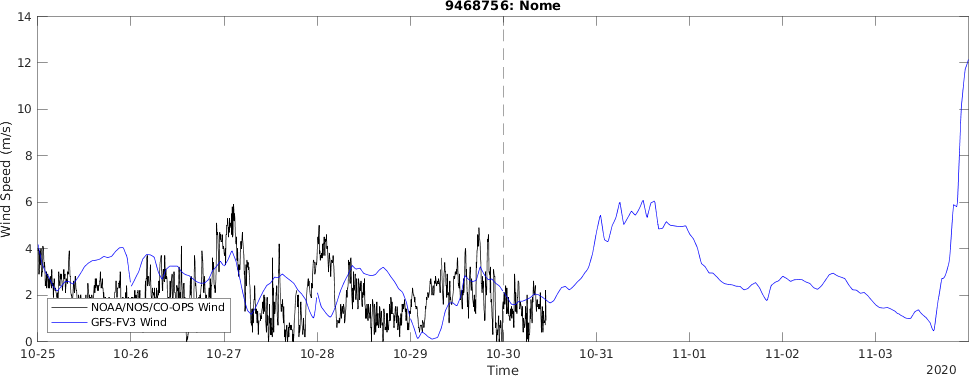 9468756: Nome
14
12
10
8
6
4
2
0
Wind Speed (m/s)
NOAA/NOS/CO-OPS Wind
GFS-FV3 Wind
10-25 10-26 10-27 10-28 10-29 10-30 10-31 11-01 11-02 11-03
Time
2020